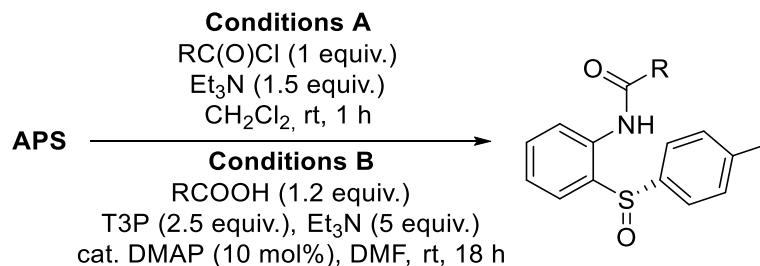 Conditions A
RC(O)Cl (1 equiv.)
Et₃N (1.5 equiv.)
CH₂Cl₂, rt, 1 h
APS
Conditions B
RCOOH (1.2 equiv.)
T3P (2.5 equiv.), Et₃N (5 equiv.)
cat. DMAP (10 mol%), DMF, rt, 18 h
O
R
NH
S
O